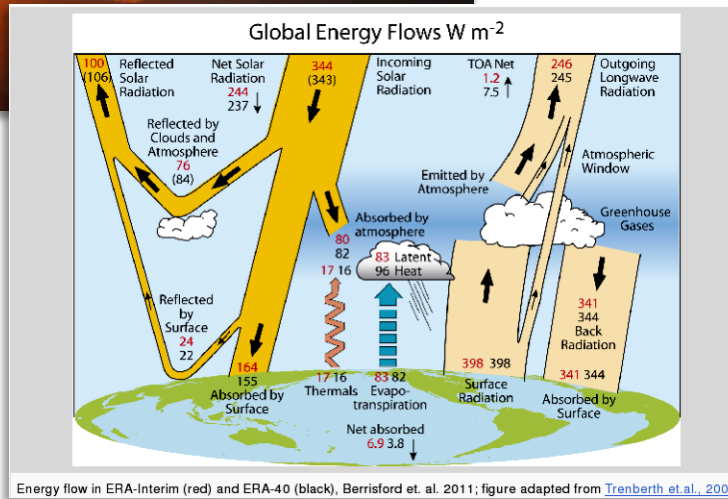 Global Energy Flows W m-2
100
(106)
Reflected
Solar
Radiation
Net Solar
Radiation
244
237
344
(343)
Incoming
Solar
Radiation
TOA Net
1.2
7.5
246
245
Outgoing
Longwave
Radiation
Reflected by
Clouds and
Atmosphere
76
(84)
Emitted by
Atmosphere
Atmospheric
Window
Greenhouse
Gases
Absorbed by
atmosphere
80
82
17 16
83 Latent
96 Heat
Reflected
by
Surface
24
22
341
344
Back
Radiation
164
155
Absorbed by
Surface
17 16
Thermals
83 82
Evapo-
transpiration
398 398
Surface
Radiation
341 344
Absorbed by
Surface
Net absorbed
6.9 3.8
Energy flow in ERA-Interim (red) and ERA-40 (black), Berrisford et. al. 2011; figure adapted from Trenberth et.al.,